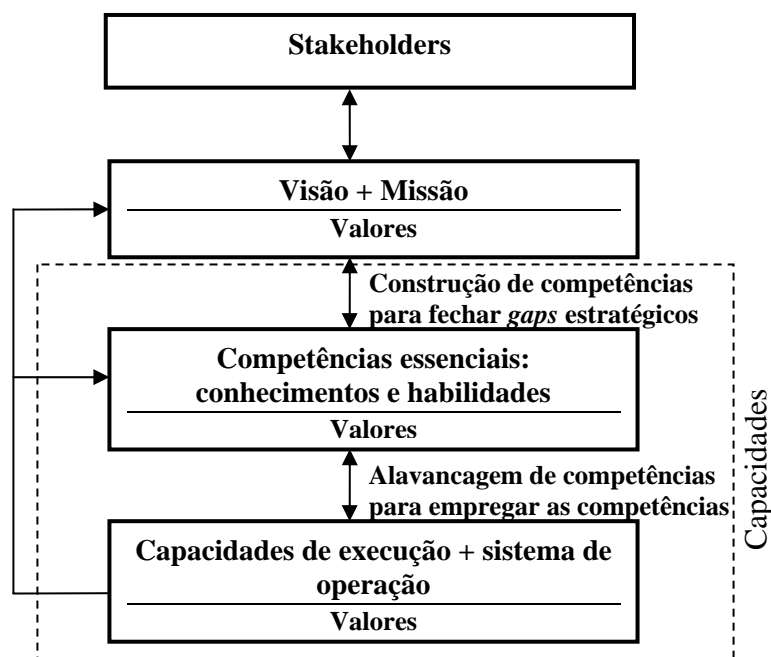 Stakeholders
Visão + Missão
Valores
Construção de competências
para fechar gaps estratégicos
Competências essenciais:
conhecimentos e habilidades
Valores
Alavancagem de competências
para empregar as competências
Capacidades de execução + sistema de
operação
Valores
Capacidades